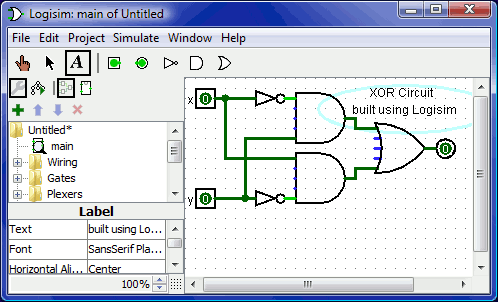 Logisim: main of Untitled
File Edit Project Simulate Window Help
A
XOR Circuit
built using Logisim
x 0
0
y 0
Untitled*
main
Wiring
Gates
Plexers
Label
Text built using Lo...
Font SansSerif Pla...
Horizontal Ali... Center
100%